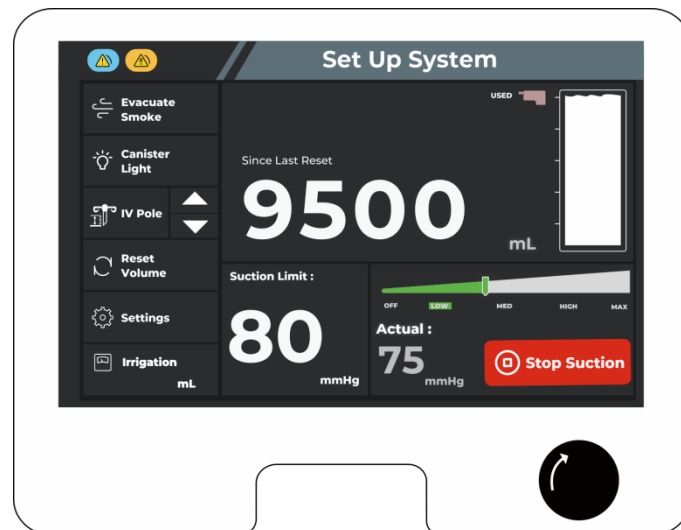 Set Up System
Evacuate
Smoke
Canister
Light
IV Pole
Reset
Volume
Settings
Irrigation
mL
USED
Since Last Reset
9500
mL
Suction Limit :
80
mmHg
OFF LOW MED HIGH MAX
Actual :
75
mmHg
Stop Suction